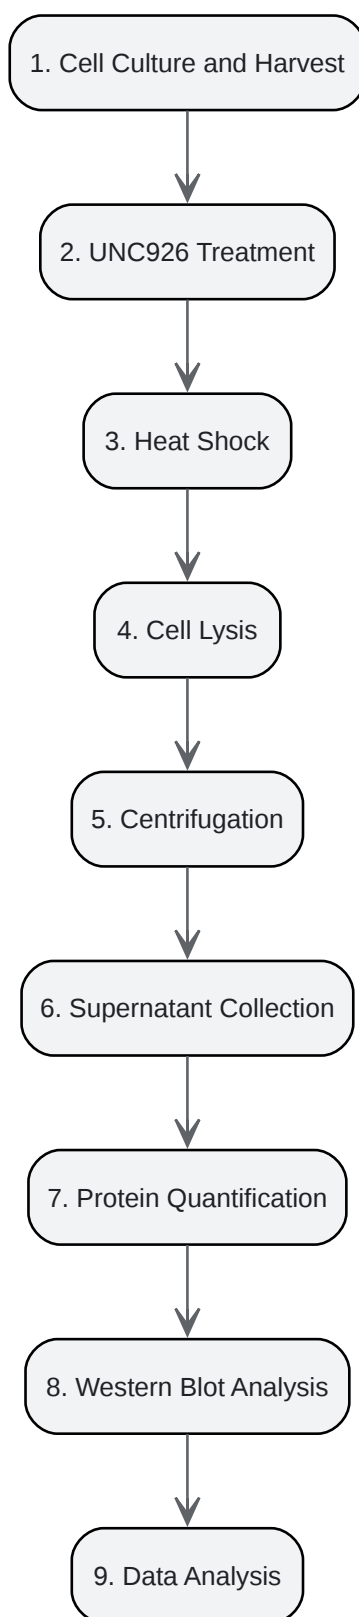 1. Cell Culture and Harvest
2. UNC926 Treatment
3. Heat Shock
4. Cell Lysis
5. Centrifugation
6. Supernatant Collection
7. Protein Quantification
8. Western Blot Analysis
9. Data Analysis